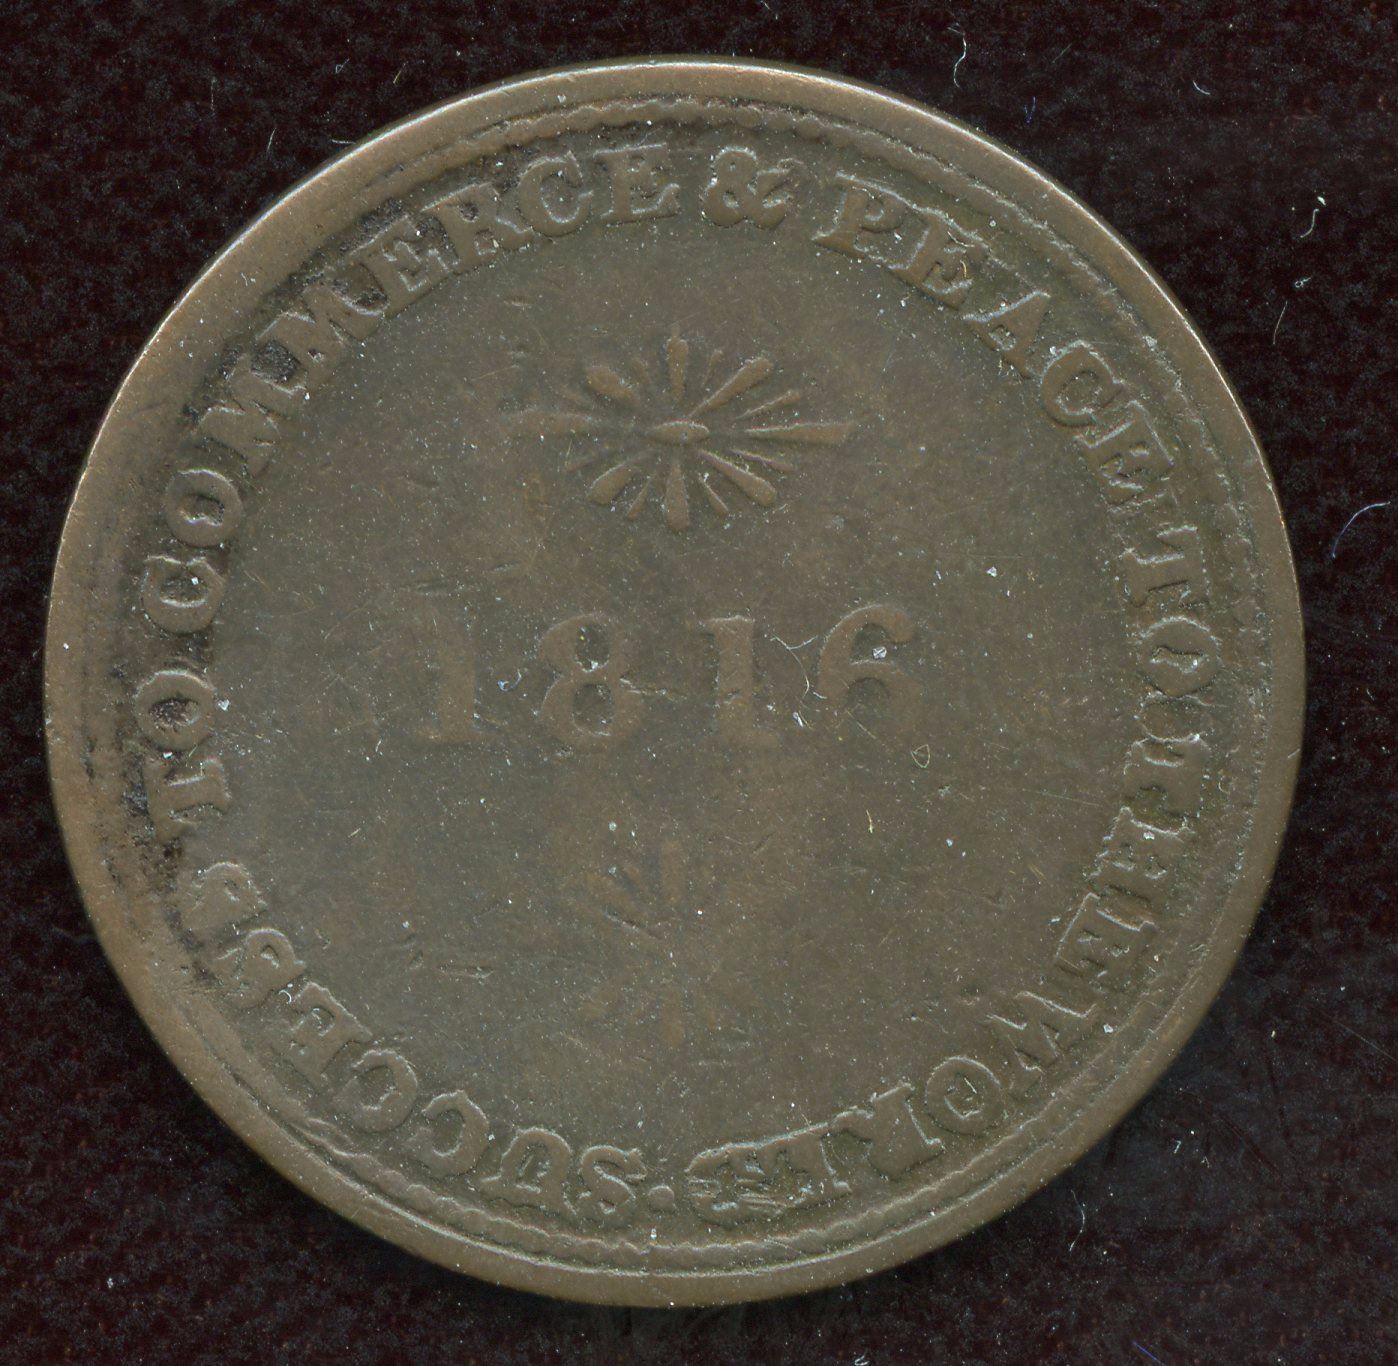 SUCCESS TO COMMERCE & PEACE TO THE WORLD
1816